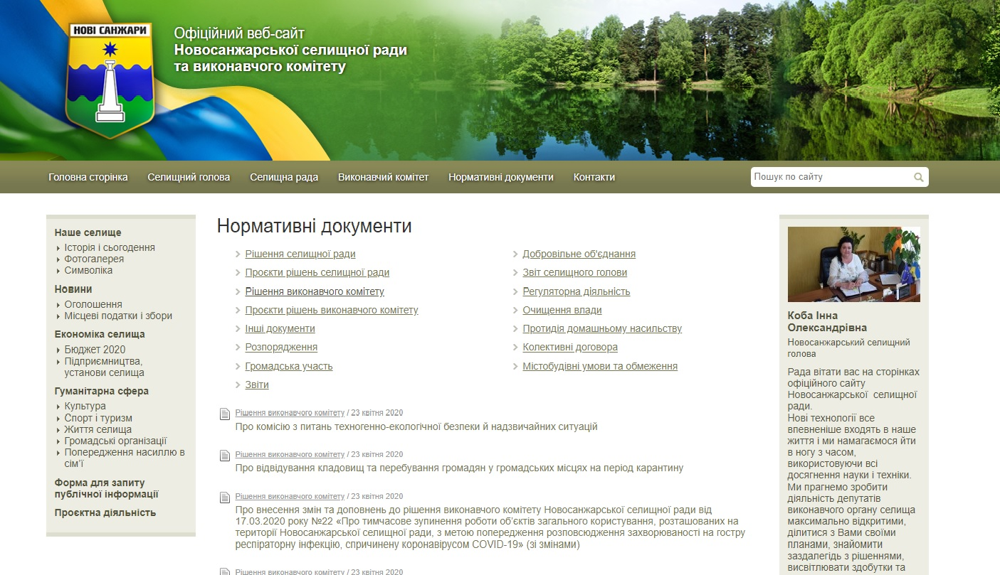 НОВІ САНЖАРИ
Офіційний веб-сайт
Новосанжарської селищної ради
та виконавчого комітету
Головна сторінка
Селищний голова
Селищна рада
Виконавчий комітет
Нормативні документи
Контакти
Пошук по сайту
Наше селище
Історія і сьогодення
Фотогалерея
Символіка
Новини
Оголошення
Місцеві податки і збори
Економіка селища
Бюджет 2020
Підприємництва,
установи селища
Гуманітарна сфера
Культура
Спорт і туризм
Життя селища
Громадські організації
Попередження насиллю в
сім'ї
Форма для запиту
публічної інформації
Проєктна діяльність
Нормативні документи
Рішення селищної ради
Проєкти рішень селищної ради
Рішення виконавчого комітету
Проєкти рішень виконавчого комітету
Інші документи
Розпорядження
Громадська участь
Звіти
Добровільне об'єднання
Звіт селищного голови
Регуляторна діяльність
Очищення влади
Протидія домашньому насильству
Колективні договора
Містобудівні умови та обмеження
Рішення виконавчого комітету / 23 квітня 2020
Про комісію з питань техногенно-екологічної безпеки й надзвичайних ситуацій
Рішення виконавчого комітету / 23 квітня 2020
Про відвідування кладовищ та перебування громадян у громадських місцях на період карантину
Рішення виконавчого комітету / 23 квітня 2020
Про внесення змін та доповнень до рішення виконавчого комітету Новосанжарської селищної ради від
17.03.2020 року №22 «Про тимчасове зупинення роботи об'єктів загального користування, розташованих на
території Новосанжарської селищної ради, з метою попередження розповсюдження захворюваності на гостру
респіраторну інфекцію, спричинену коронавірусом COVID-19» (зі змінами)
Рішення виконавчого комітету / 23 квітня 2020
Коба Інна
Олександрівна
Новосанжарський селищний
голова
Рада вітати вас на сторінках
офіційного сайту
Новосанжарської селищної
ради.
Нові технології все
впевненіше входять в наше
життя і ми намагаємося йти
в ногу з часом,
використовуючи всі
досягнення науки і техніки.
Ми прагнемо зробити
діяльність депутатів
виконавчого органу селища
максимально відкритими,
ділитися з Вами своїми
планами, знайомити
заздалегідь з рішеннями,
висвітлювати здобутки та